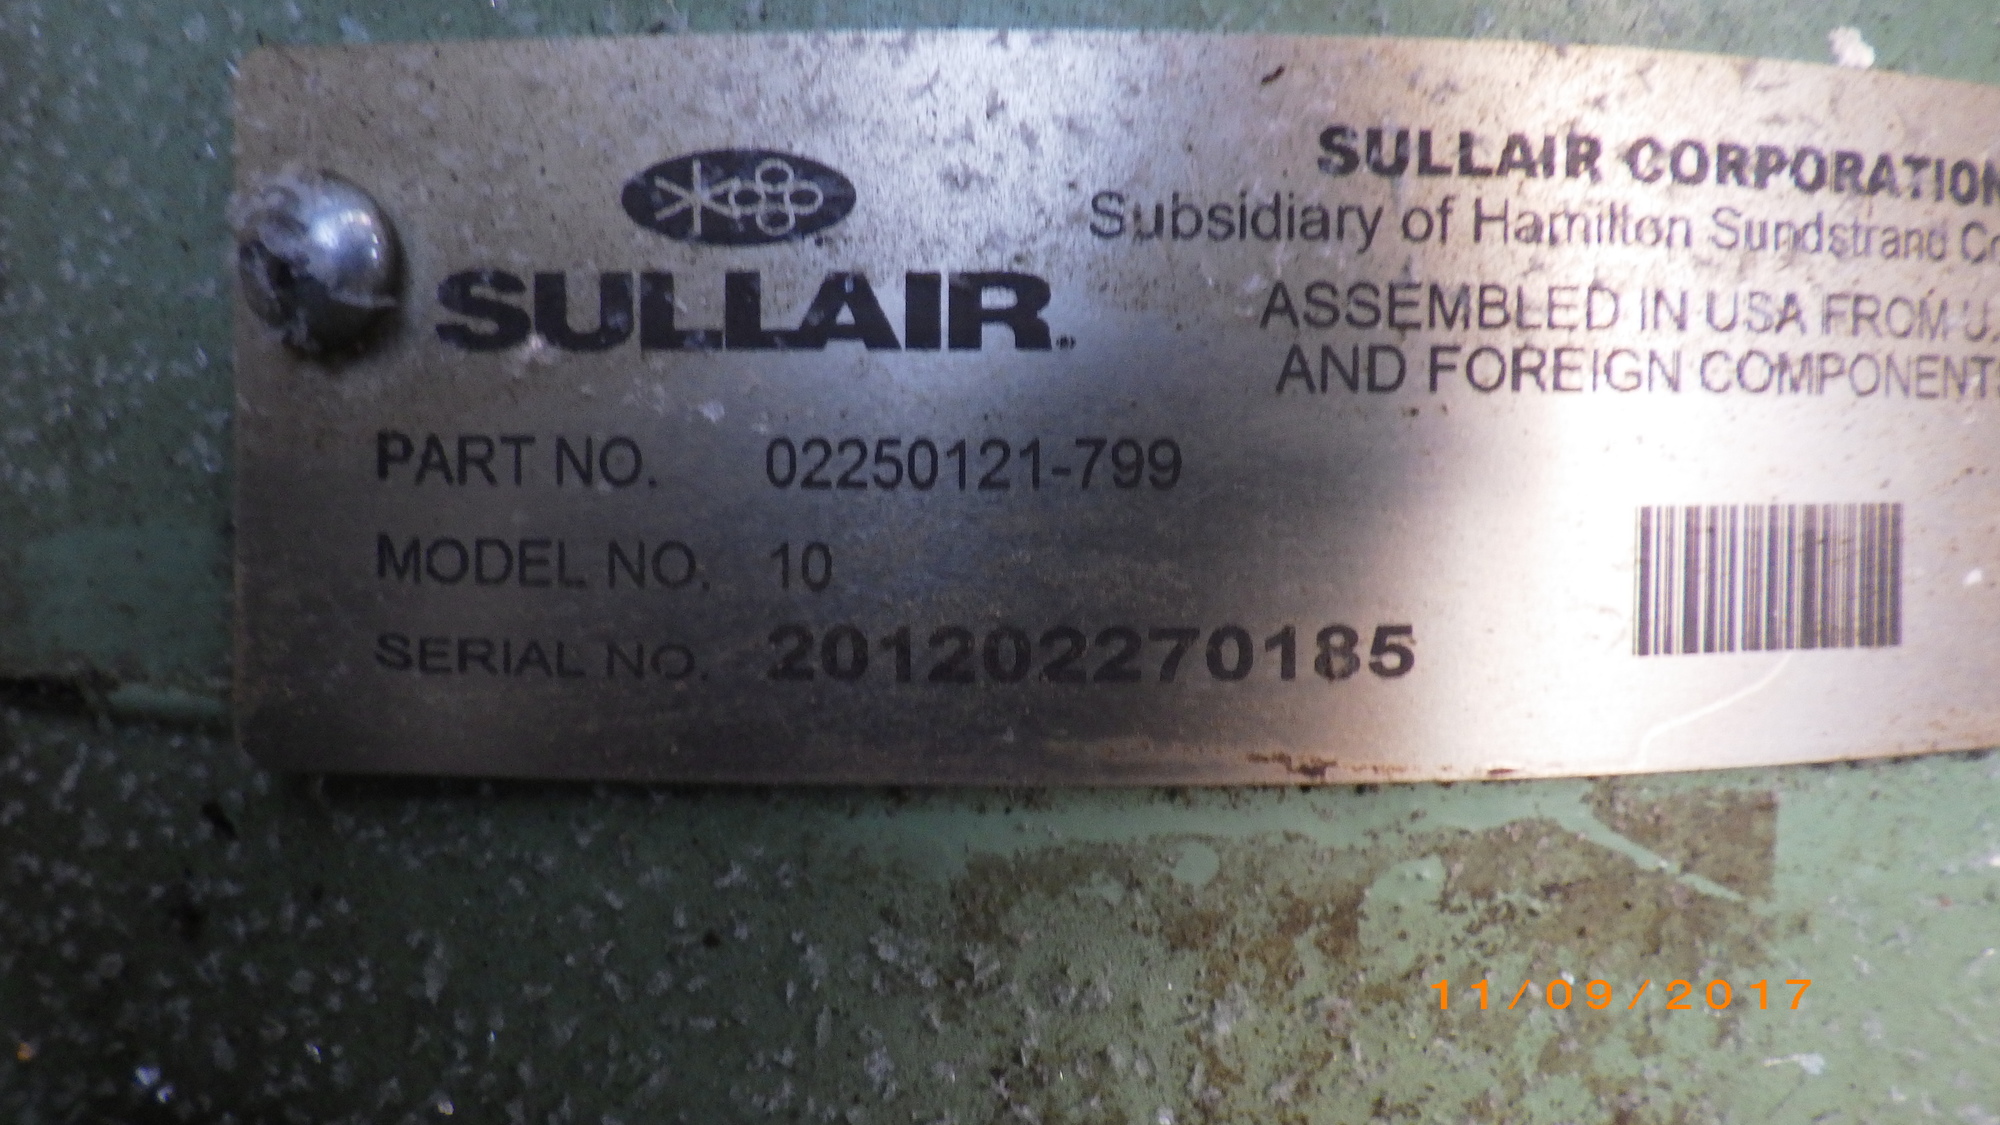 SULLAIR
SULLAIR CORPORATION
Subsidiary of Hamilton Sundstrand
ASSEMBLED IN USA FROM
AND FOREIGN COMPONENTS
PART NO. 02250121-799
MODEL NO. 10
SERIAL NO. 201202270185
11/09/2017